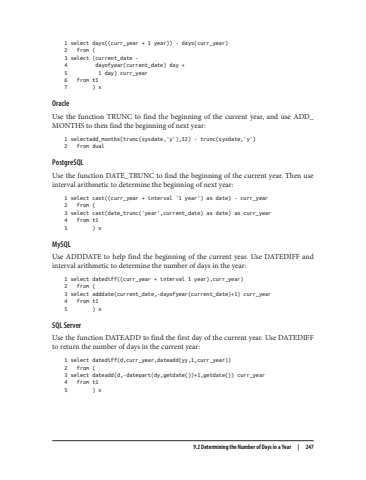 1 select days((curr_year + 1 year)) - days(curr_year)
2 from (
3 select (current_date -
4 dayofyear(current_date) day +
5 1 day) curr_year
6 from t1
7 ) x
Oracle
Use the function TRUNC to find the beginning of the current year, and use ADD_
MONTHS to then find the beginning of next year:
1 selectadd_months(trunc(sysdate,'y'),12) - trunc(sysdate,'y')
2 from dual
PostgreSQL
Use the function DATE_TRUNC to find the beginning of the current year. Then use
interval arithmetic to determine the beginning of next year:
1 select cast((curr_year + interval '1 year') as date) - curr_year
2 from (
3 select cast(date_trunc('year',current_date) as date) as curr_year
4 from t1
5 ) x
MySQL
Use ADDDATE to help find the beginning of the current year. Use DATEDIFF and
interval arithmetic to determine the number of days in the year:
1 select datediff((curr_year + interval 1 year),curr_year)
2 from (
3 select adddate(current_date,-dayofyear(current_date)+1) curr_year
4 from t1
5 ) x
SQL Server
Use the function DATEADD to find the first day of the current year. Use DATEDIFF
to return the number of days in the current year:
1 select datediff(d,curr_year,dateadd(yy,1,curr_year))
2 from (
3 select dateadd(d,-datepart(dy,getdate())+1,getdate()) curr_year
4 from t1
5 ) x
9.2 Determining the Number of Days in a Year | 247